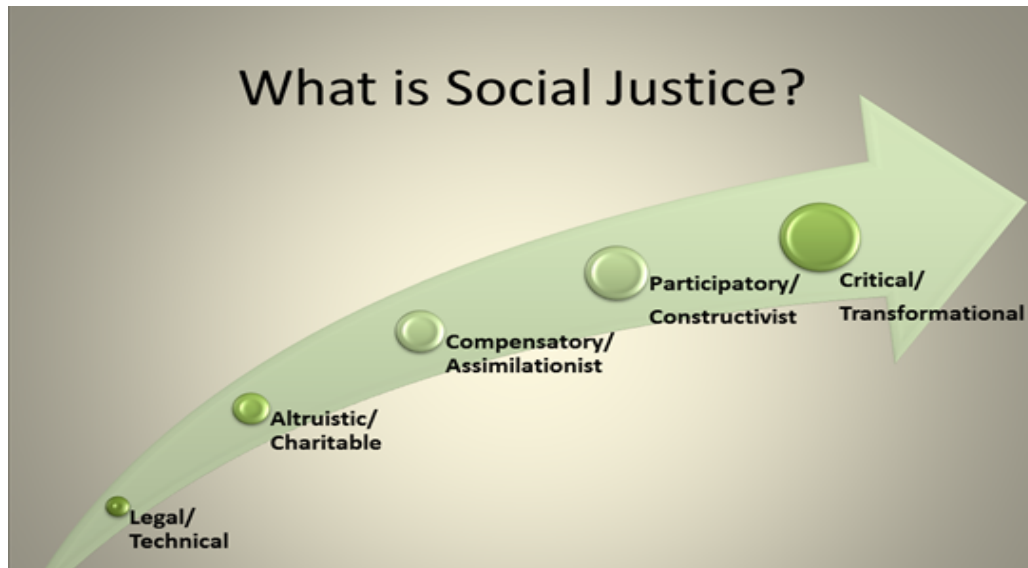 What is Social Justice?
Legal/
Technical
Altruistic/
Charitable
Compensatory/
Assimilationist
Participatory/
Constructivist
Critical/
Transformational